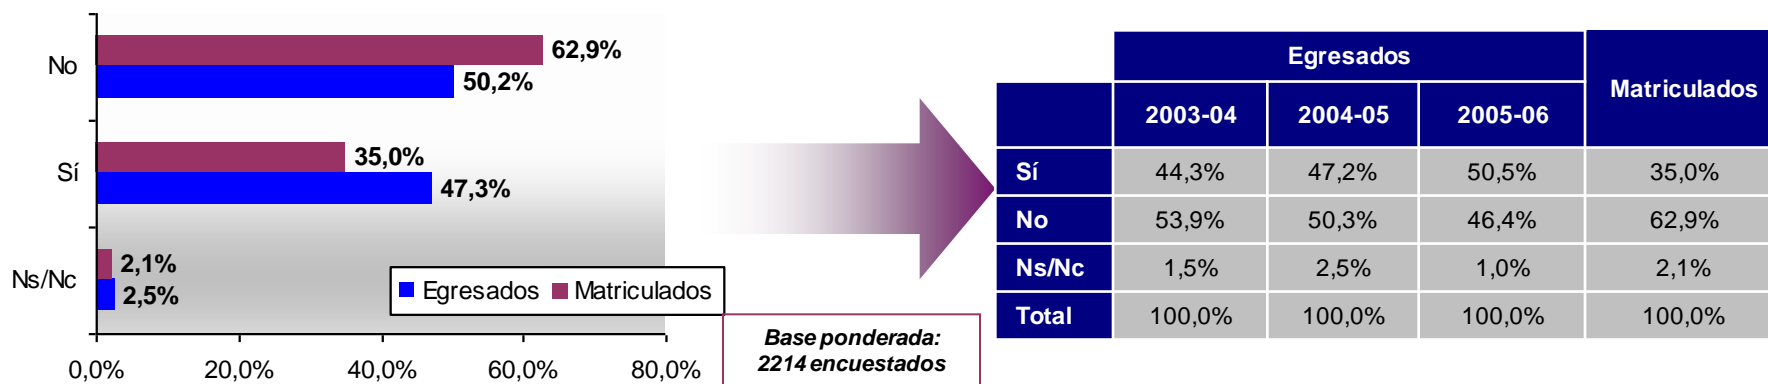 No
62,9%
50,2%
Sí
35,0%
47,3%
Ns/Nc
2,1%
2,5%
Egresados Matriculados
0,0% 20,0% 40,0% 60,0% 80,0%
Base ponderada:
2214 encuestados
Egresados Matriculados
2003-04 2004-05 2005-06
Sí 44,3% 47,2% 50,5% 35,0%
No 53,9% 50,3% 46,4% 62,9%
Ns/Nc 1,5% 2,5% 1,0% 2,1%
Total 100,0% 100,0% 100,0% 100,0%